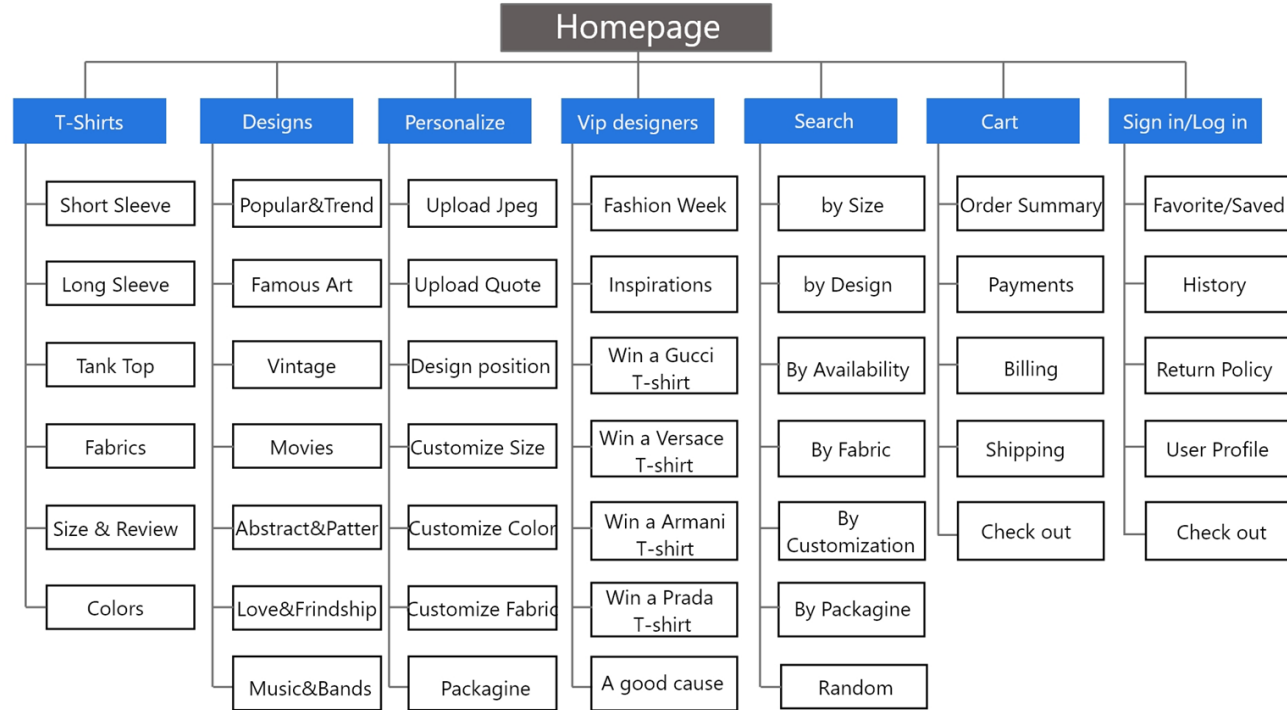 Homepage
T-Shirts
Designs
Personalize
Vip designers
Search
Cart
Sign in/Log in
Short Sleeve
Popular&Trend
Upload Jpeg
Fashion Week
by Size
Order Summary
Favorite/Saved
Long Sleeve
Famous Art
Upload Quote
Inspirations
by Design
Payments
History
Tank Top
Vintage
Design position
Win a Gucci
T-shirt
By Availability
Billing
Return Policy
Fabrics
Movies
Customize Size
Win a Versace
T-shirt
By Fabric
Shipping
User Profile
Size & Review
Abstract&Patter
Customize Color
Win a Armani
T-shirt
By
Customization
Check out
Check out
Colors
Love&Frindship
Customize Fabric
Win a Prada
T-shirt
By Packagine
Music&Bands
Packagine
A good cause
Random